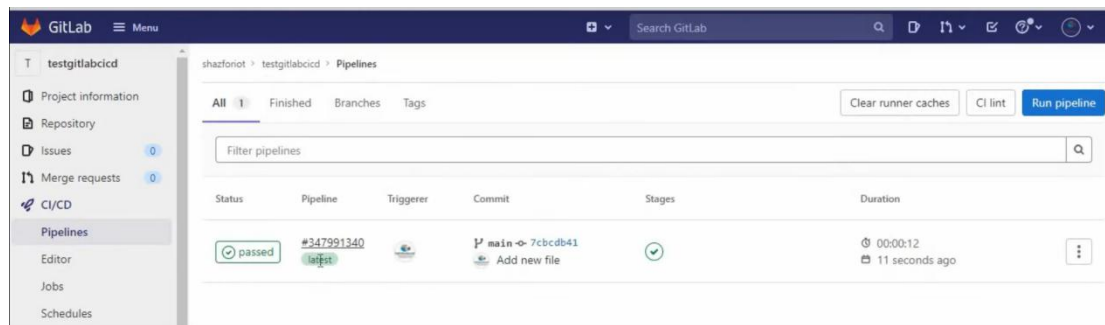 GitLab Menu Search GitLab
T testgitlabcicd
Project information
Repository
Issues 0
Merge requests 0
CI/CD
Pipelines
Editor
Jobs
Schedules
shazforiot > testgitlabcicd > Pipelines
All 1 Finished Branches Tags Clear runner caches CI lint Run pipeline
Filter pipelines
Status Pipeline Triggerer Commit Stages Duration
passed #347991340 main 7cbcdb41 00:00:12
latest Add new file 11 seconds ago